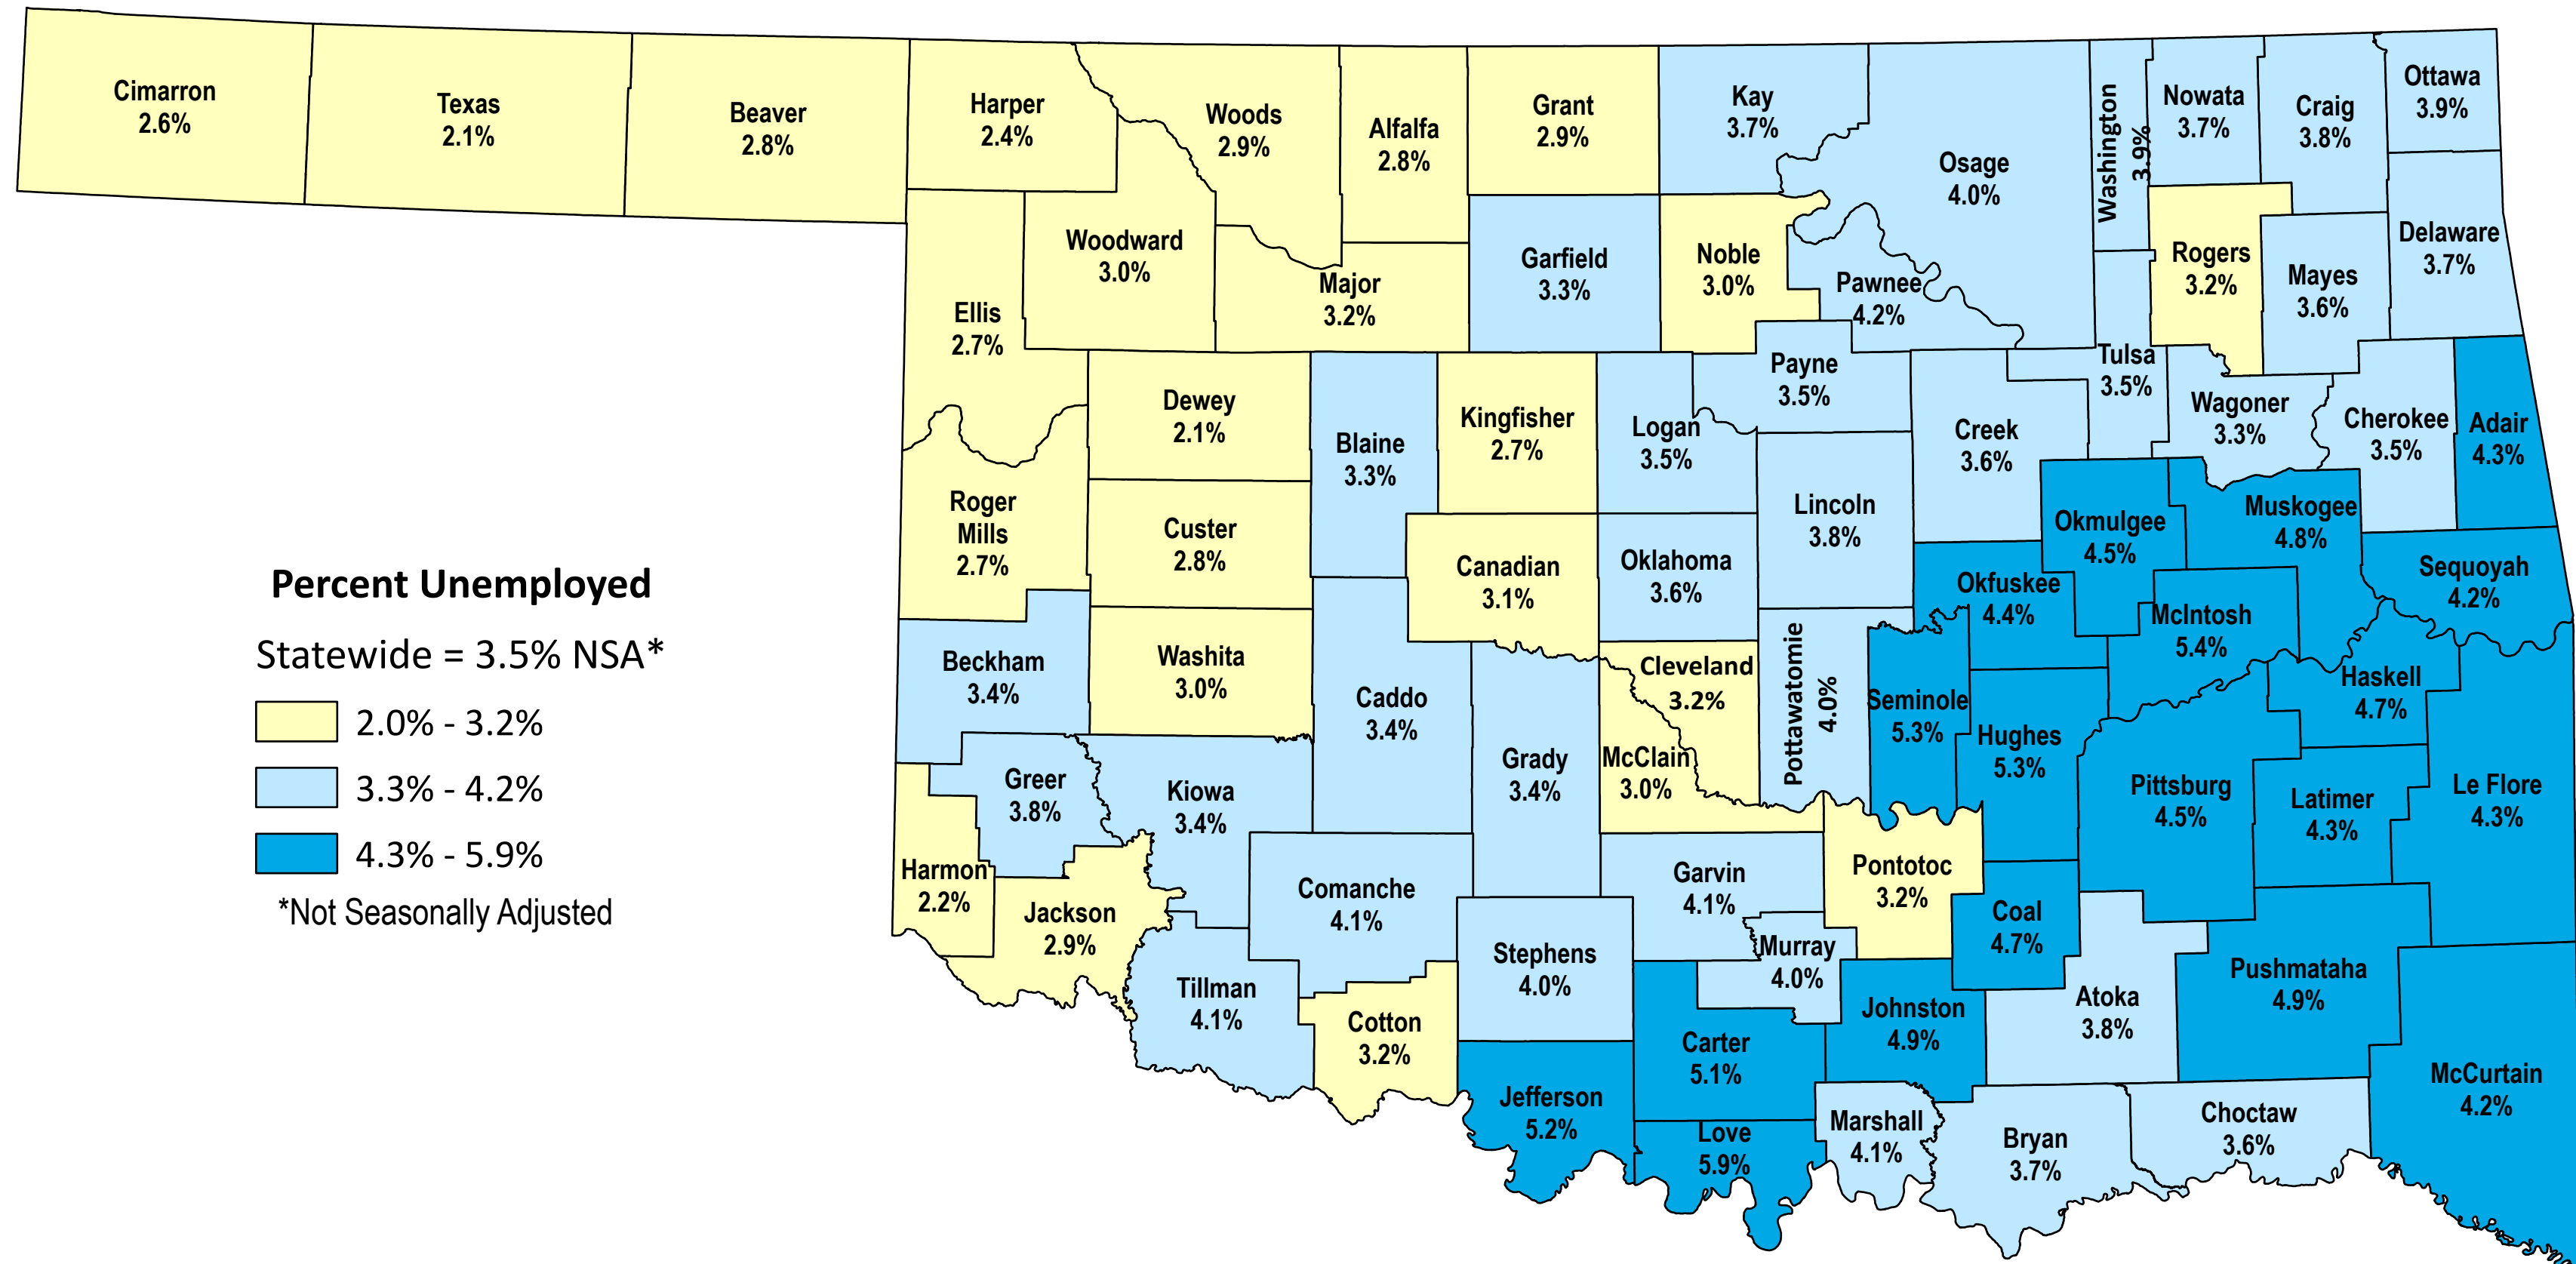 Cimarron
2.6%
Texas
2.1%
Beaver
2.8%
Harper
2.4%
Woods
2.9%
Alfalfa
2.8%
Grant
2.9%
Kay
3.7%
Osage
4.0%
Washington
3.9%
Nowata
3.7%
Craig
3.8%
Ottawa
3.9%
Woodward
3.0%
Ellis
2.7%
Major
3.2%
Garfield
3.3%
Noble
3.0%
Pawnee
4.2%
Rogers
3.2%
Mayes
3.6%
Delaware
3.7%
Dewey
2.1%
Blaine
3.3%
Kingfisher
2.7%
Logan
3.5%
Payne
3.5%
Creek
3.6%
Tulsa
3.5%
Wagoner
3.3%
Cherokee
3.5%
Adair
4.3%
Roger
Mills
2.7%
Custer
2.8%
Canadian
3.1%
Oklahoma
3.6%
Lincoln
3.8%
Okmulgee
4.5%
Muskogee
4.8%
Okfuskee
4.4%
McIntosh
5.4%
Sequoyah
4.2%
Beckham
3.4%
Washita
3.0%
Caddo
3.4%
Grady
3.4%
Cleveland
3.2%
McClain
3.0%
Pottawatomie
4.0%
Seminole
5.3%
Hughes
5.3%
Haskell
4.7%
Pittsburg
4.5%
Latimer
4.3%
Le Flore
4.3%
Greer
3.8%
Kiowa
3.4%
Harmon
2.2%
Jackson
2.9%
Comanche
4.1%
Garvin
4.1%
Pontotoc
3.2%
Coal
4.7%
Tillman
4.1%
Cotton
3.2%
Stephens
4.0%
Murray
4.0%
Johnston
4.9%
Atoka
3.8%
Pushmataha
4.9%
Carter
5.1%
Jefferson
5.2%
Love
5.9%
Marshall
4.1%
Bryan
3.7%
Choctaw
3.6%
McCurtain
4.2%
Percent Unemployed
Statewide = 3.5% NSA*
2.0% - 3.2%
3.3% - 4.2%
4.3% - 5.9%
*Not Seasonally Adjusted